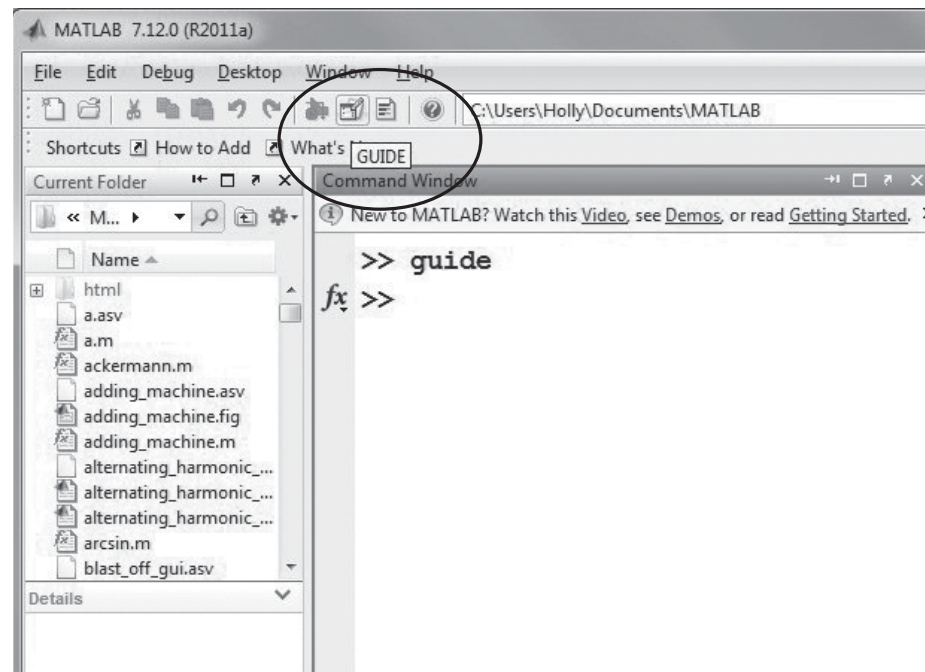 MATLAB 7.12.0 (R2011a)
File Edit Debug Desktop Window Help
C:\Users\Holly\Documents\MATLAB
Shortcuts How to Add What's
GUIDE
Current Folder
Command Window
« M...
New to MATLAB? Watch this Video, see Demos, or read Getting Started.
Name
>> guide
fx >>
html
a.asv
a.m
ackermann.m
adding_machine.asv
adding_machine.fig
adding_machine.m
alternating_harmonic_...
alternating_harmonic_...
alternating_harmonic_...
arcsin.m
blast_off_gui.asv
Details